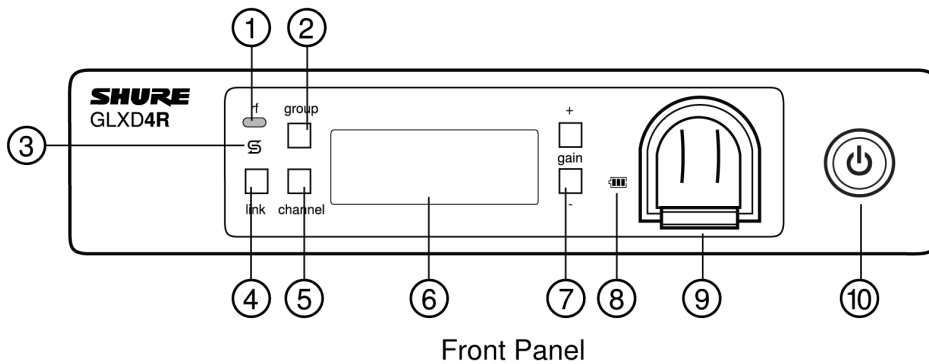 ① ②
SHURE
GLXD4R
rf group +
③
gain
link channel -
④ ⑤ ⑥ ⑦ ⑧ ⑨ ⑩
Front Panel